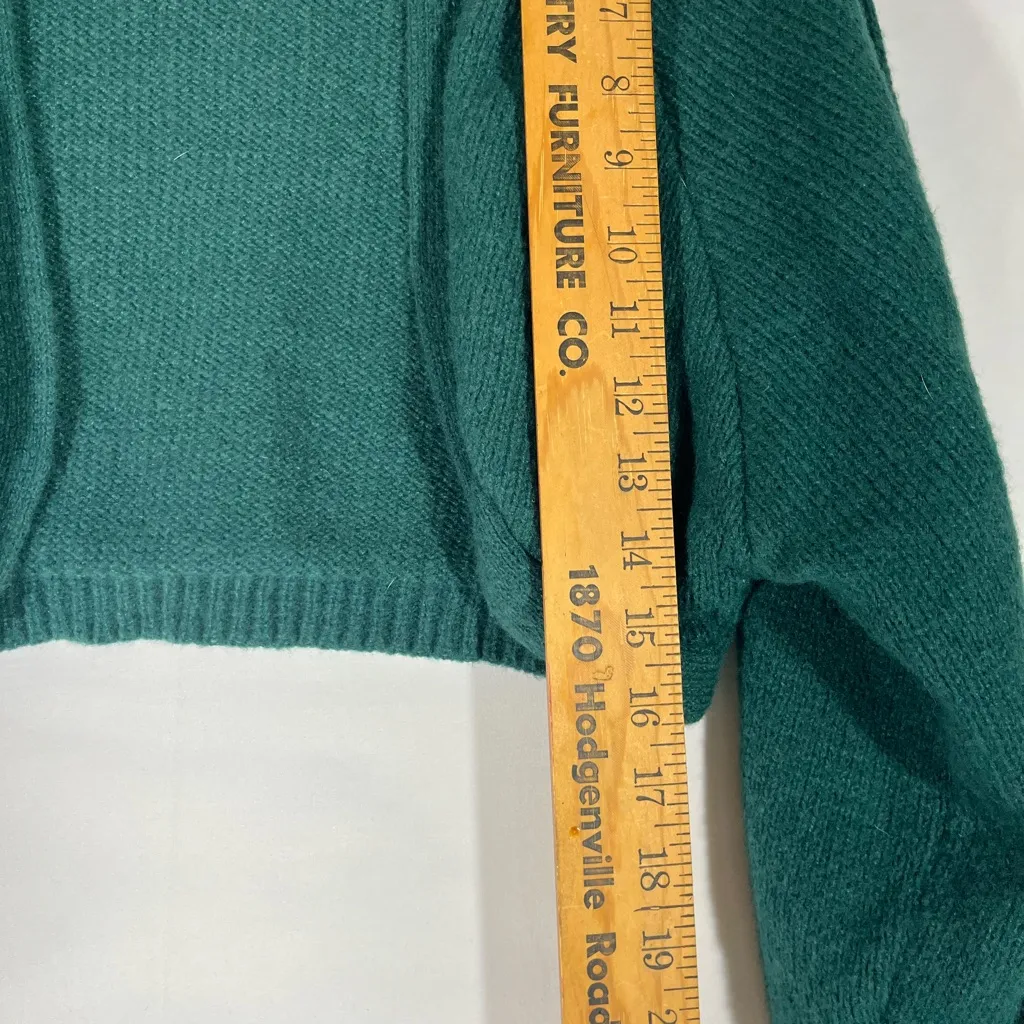 TRY FURNITURE CO.
1870 Hodgenville Road
7 8 9 10 11 12 13 14 15 16 17 18 19